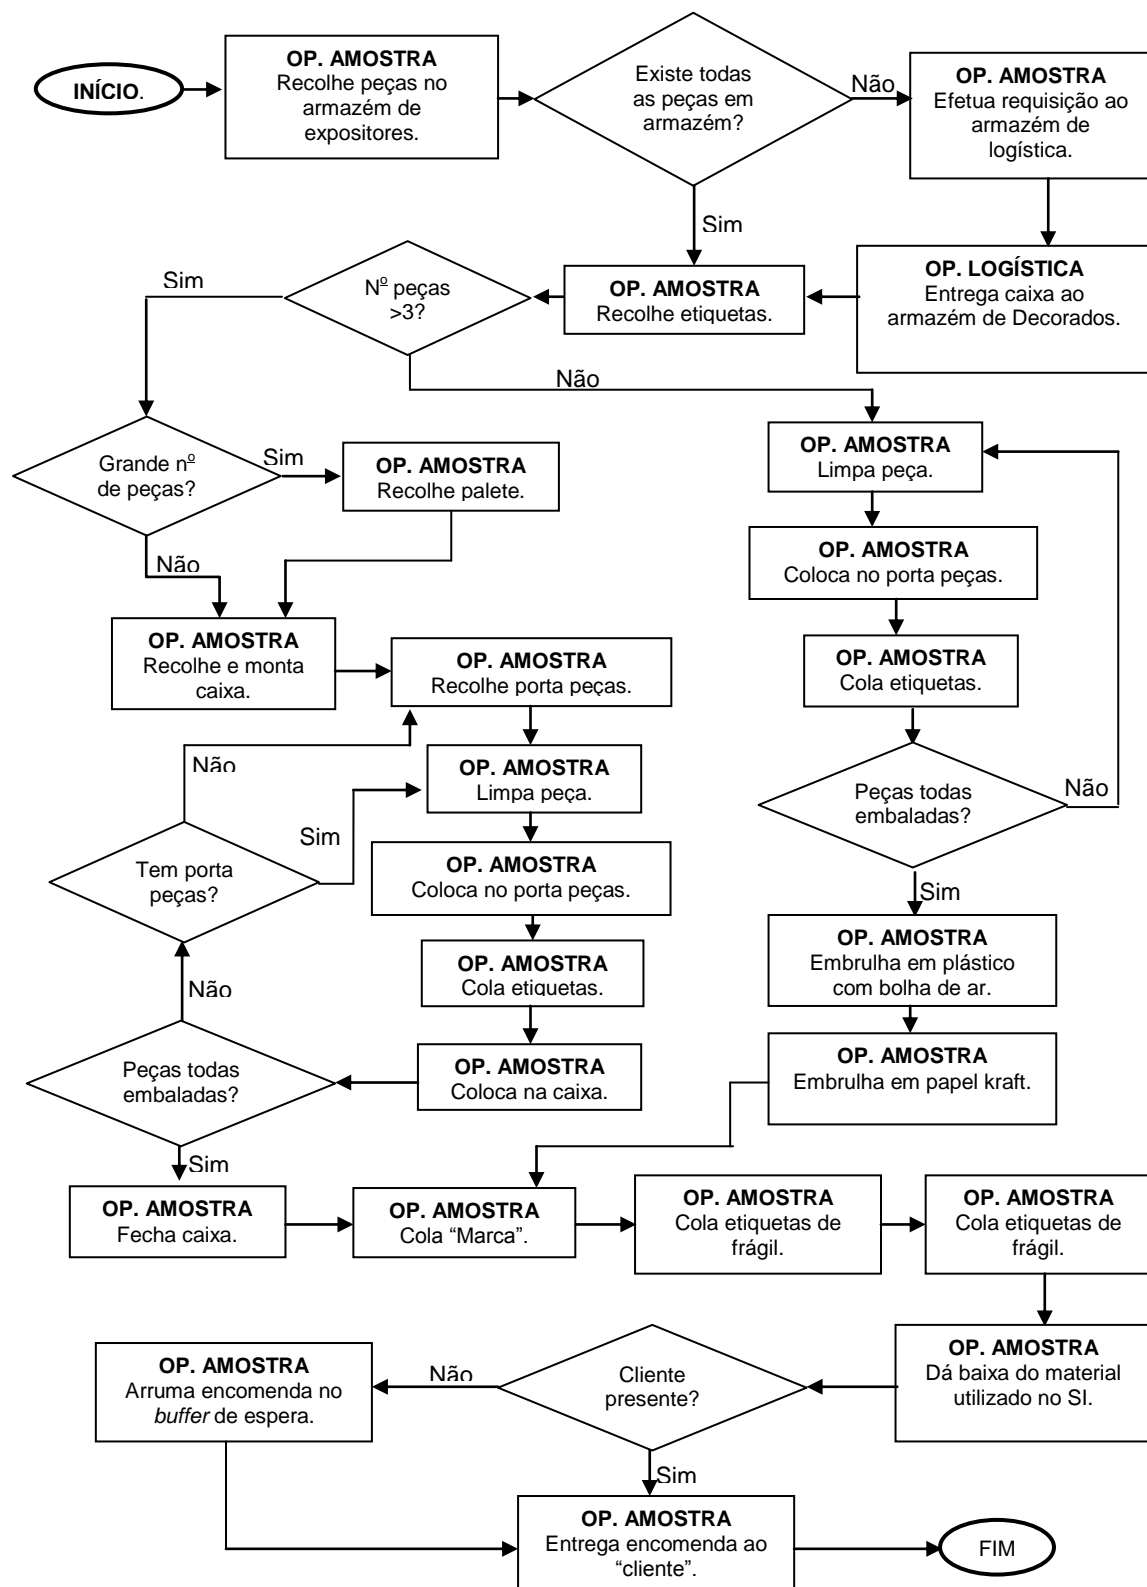 INÍCIO.
OP. AMOSTRA
Recolhe peças no
armazém de
expositores.
Existe todas
as peças em
armazém?
Não
OP. AMOSTRA
Efetua requisição ao
armazém de
logística.
Sim
OP. LOGÍSTICA
Entrega caixa ao
armazém de Decorados.
OP. AMOSTRA
Recolhe etiquetas.
Nº peças
>3?
Sim
Não
Grande nº
de peças?
Sim
OP. AMOSTRA
Recolhe palete.
Não
OP. AMOSTRA
Recolhe e monta
caixa.
OP. AMOSTRA
Recolhe porta peças.
OP. AMOSTRA
Limpa peça.
OP. AMOSTRA
Coloca no porta peças.
OP. AMOSTRA
Cola etiquetas.
OP. AMOSTRA
Coloca na caixa.
Peças todas
embaladas?
Não
Tem porta
peças?
Não
Sim
Sim
OP. AMOSTRA
Fecha caixa.
OP. AMOSTRA
Limpa peça.
OP. AMOSTRA
Coloca no porta peças.
OP. AMOSTRA
Cola etiquetas.
Peças todas
embaladas?
Não
Sim
OP. AMOSTRA
Embrulha em plástico
com bolha de ar.
OP. AMOSTRA
Embrulha em papel kraft.
OP. AMOSTRA
Cola “Marca”.
OP. AMOSTRA
Cola etiquetas de
frágil.
OP. AMOSTRA
Cola etiquetas de
frágil.
OP. AMOSTRA
Dá baixa do material
utilizado no SI.
Cliente
presente?
Não
OP. AMOSTRA
Arruma encomenda no
buffer de espera.
Sim
OP. AMOSTRA
Entrega encomenda ao
“cliente”.
FIM